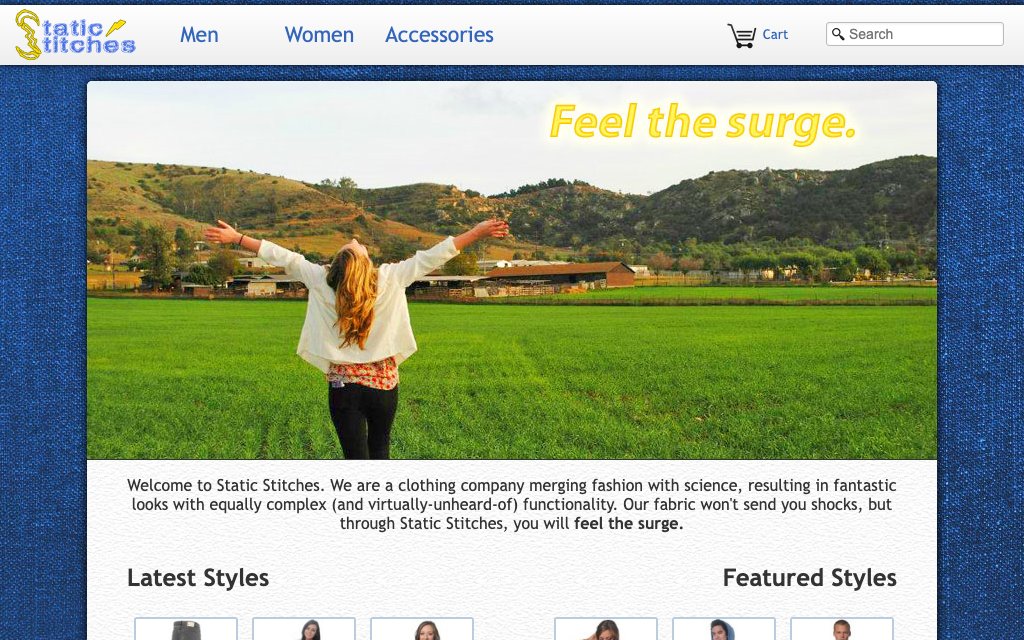 Static
Stitches
Men
Women
Accessories
Cart
Search
Feel the surge.
Welcome to Static Stitches. We are a clothing company merging fashion with science, resulting in fantastic
looks with equally complex (and virtually-unheard-of) functionality. Our fabric won't send you shocks, but
through Static Stitches, you will feel the surge.
Latest Styles
Featured Styles